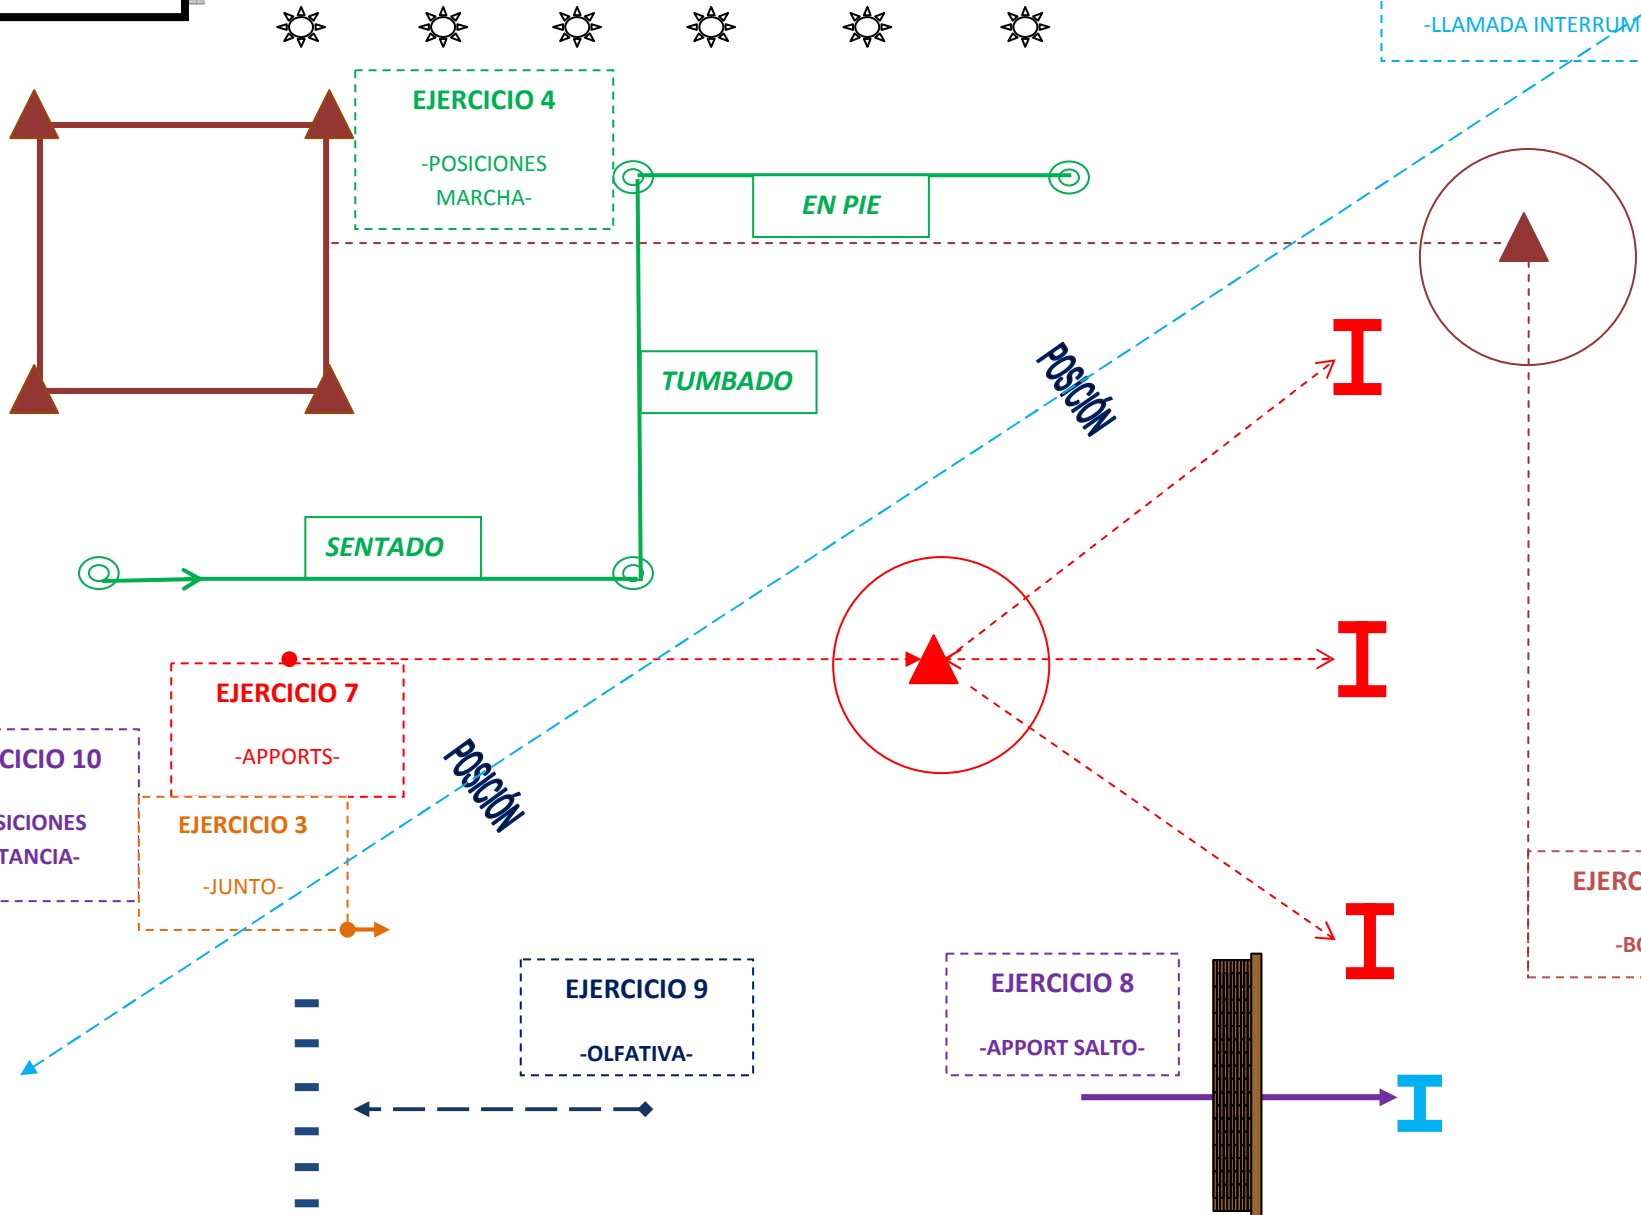 -LLAMADA INTERRUM
EJERCICIO 4
-POSICIONES
MARCHA-
EN PIE
TUMBADO
POSICIÓN
SENTADO
EJERCICIO 7
-APPORTS-
CICIO 10
SICIONES
TANCIA-
EJERCICIO 3
-JUNTO-
POSICIÓN
EJERC
-BO
EJERCICIO 9
-OLFATIVA-
EJERCICIO 8
-APPORT SALTO-